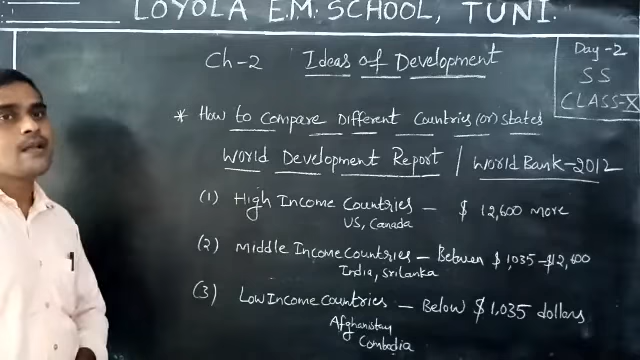 LOYOLA E.M. SCHOOL, TUNI.
Ch-2 Ideas of Development
Day-2
SS
CLASS-X
* How to Compare Different Countries (or) states
World Development Report / World Bank-2012
(1) High Income Countries — $ 12,600 more
US, Canada
(2) Middle Income Countries — Between $1,035-$12,600
India, Srilanka
(3) Low Income Countries — Below $1,035 dollars
Afghanistan
Combodia